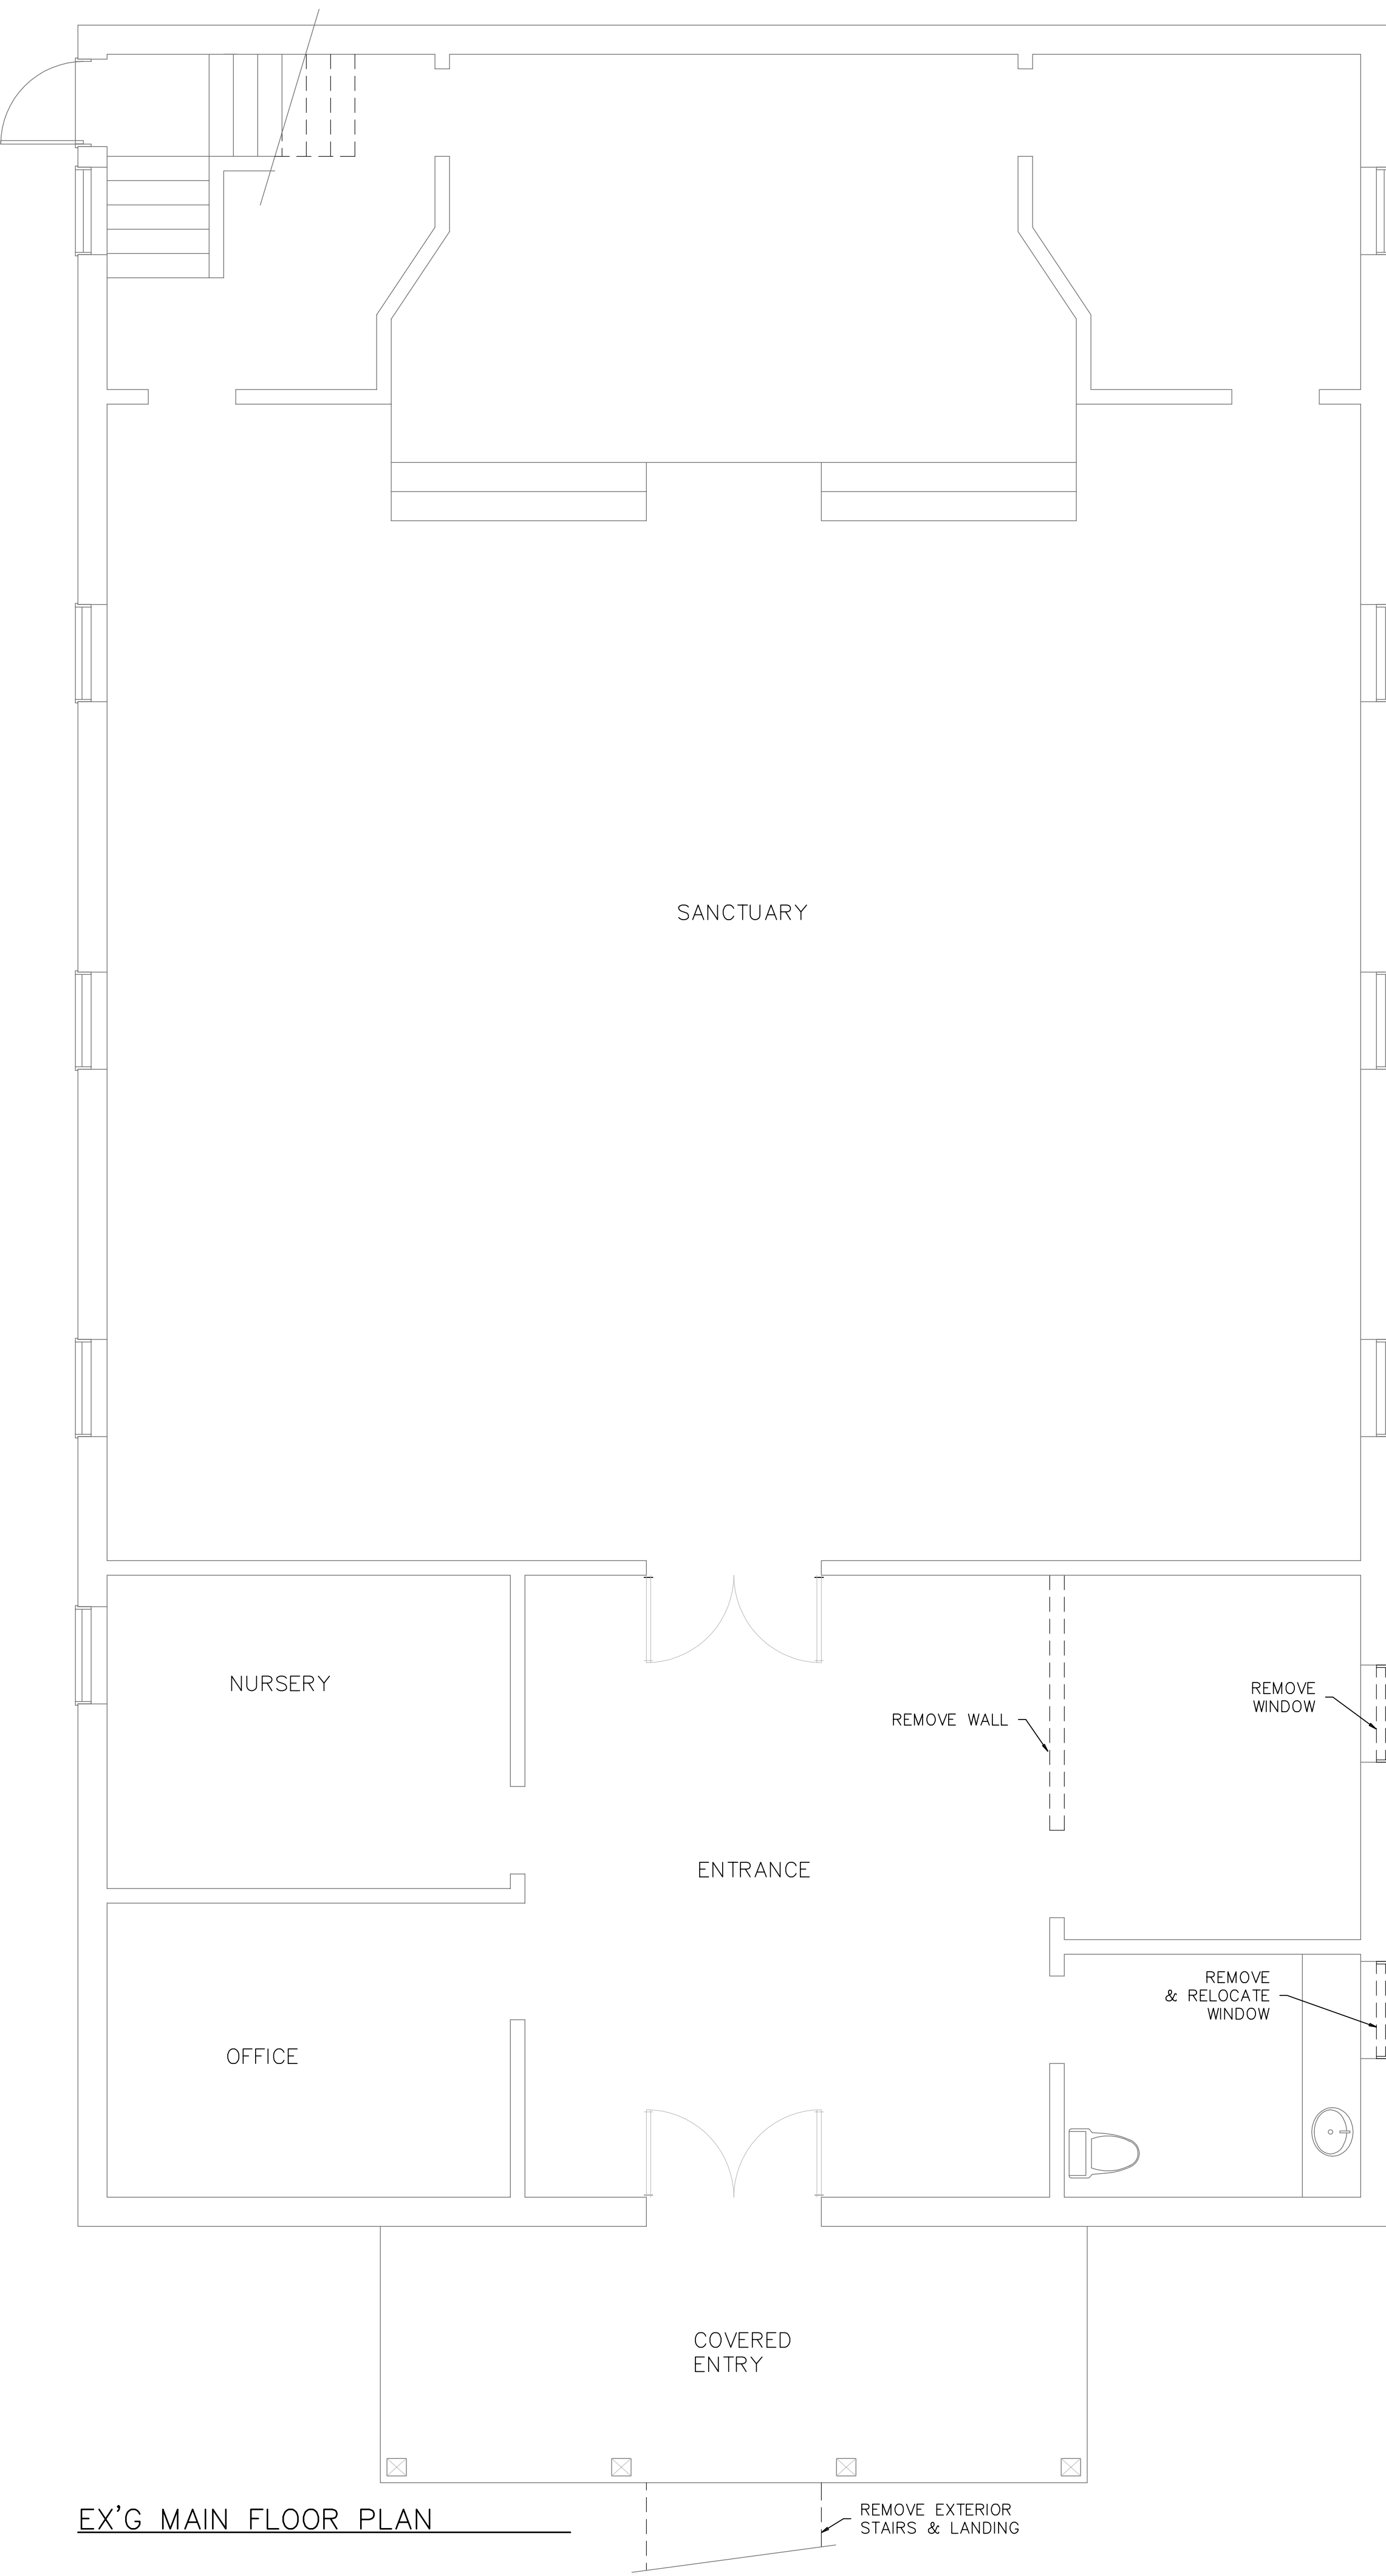 SANCTUARY
NURSERY
REMOVE
WINDOW
REMOVE WALL
ENTRANCE
REMOVE
& RELOCATE
WINDOW
OFFICE
COVERED
ENTRY
EX'G MAIN FLOOR PLAN
REMOVE EXTERIOR
STAIRS & LANDING